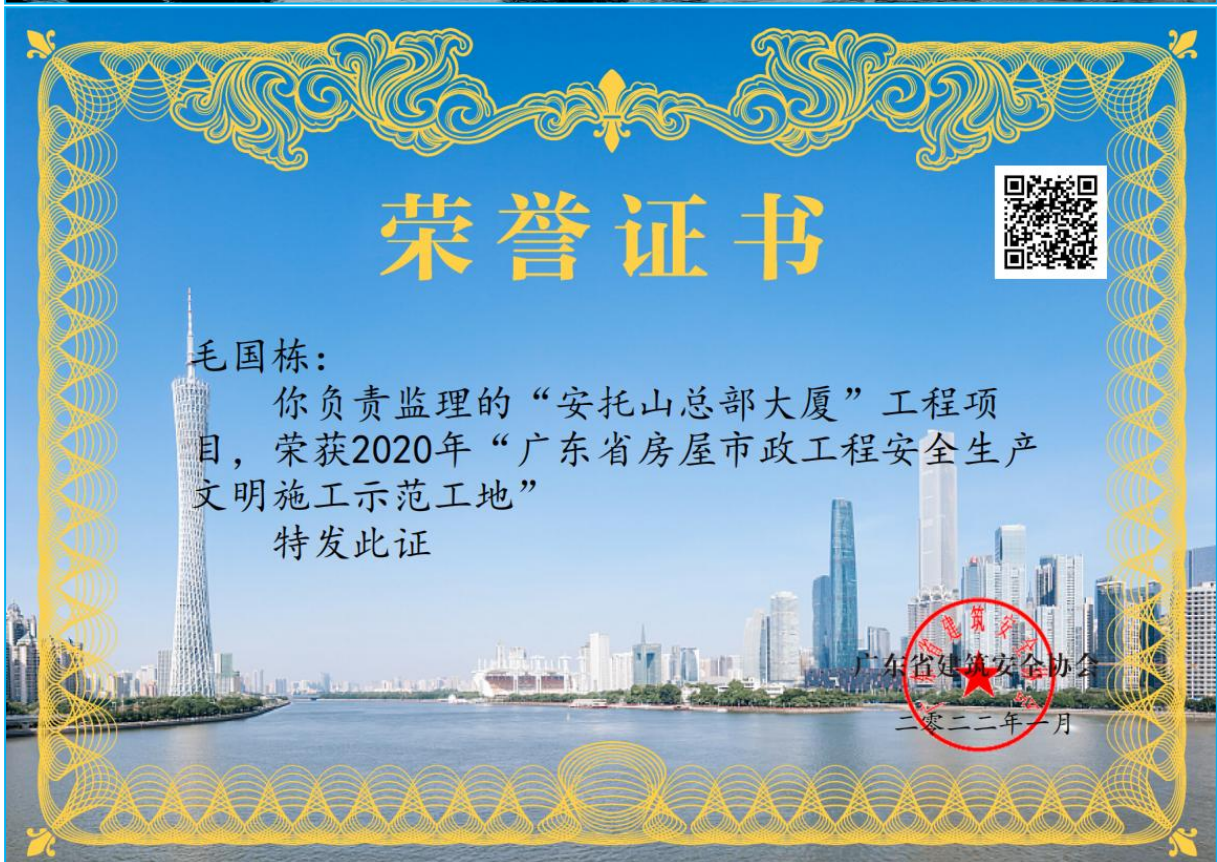 荣誉证书
毛国栋：
你负责监理的“安托山总部大厦”工程项
目，荣获2020年“广东省房屋市政工程安全生产
文明施工示范工地”
特发此证
广东省建筑安全协会
二零二二年一月